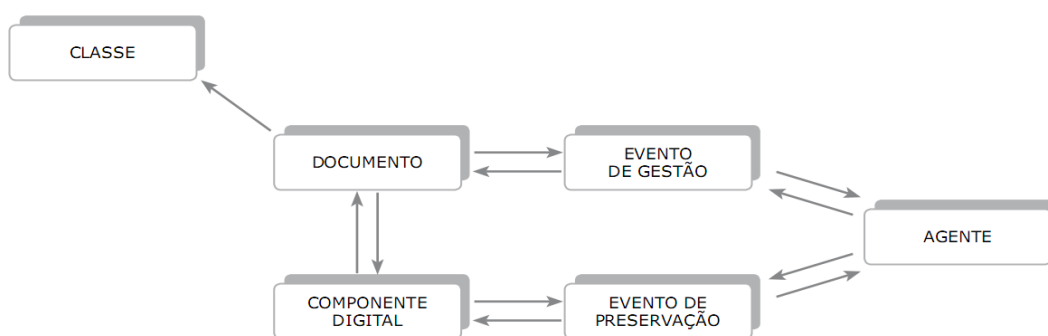 CLASSE
DOCUMENTO
EVENTO
DE GESTÃO
AGENTE
COMPONENTE
DIGITAL
EVENTO DE
PRESERVAÇÃO